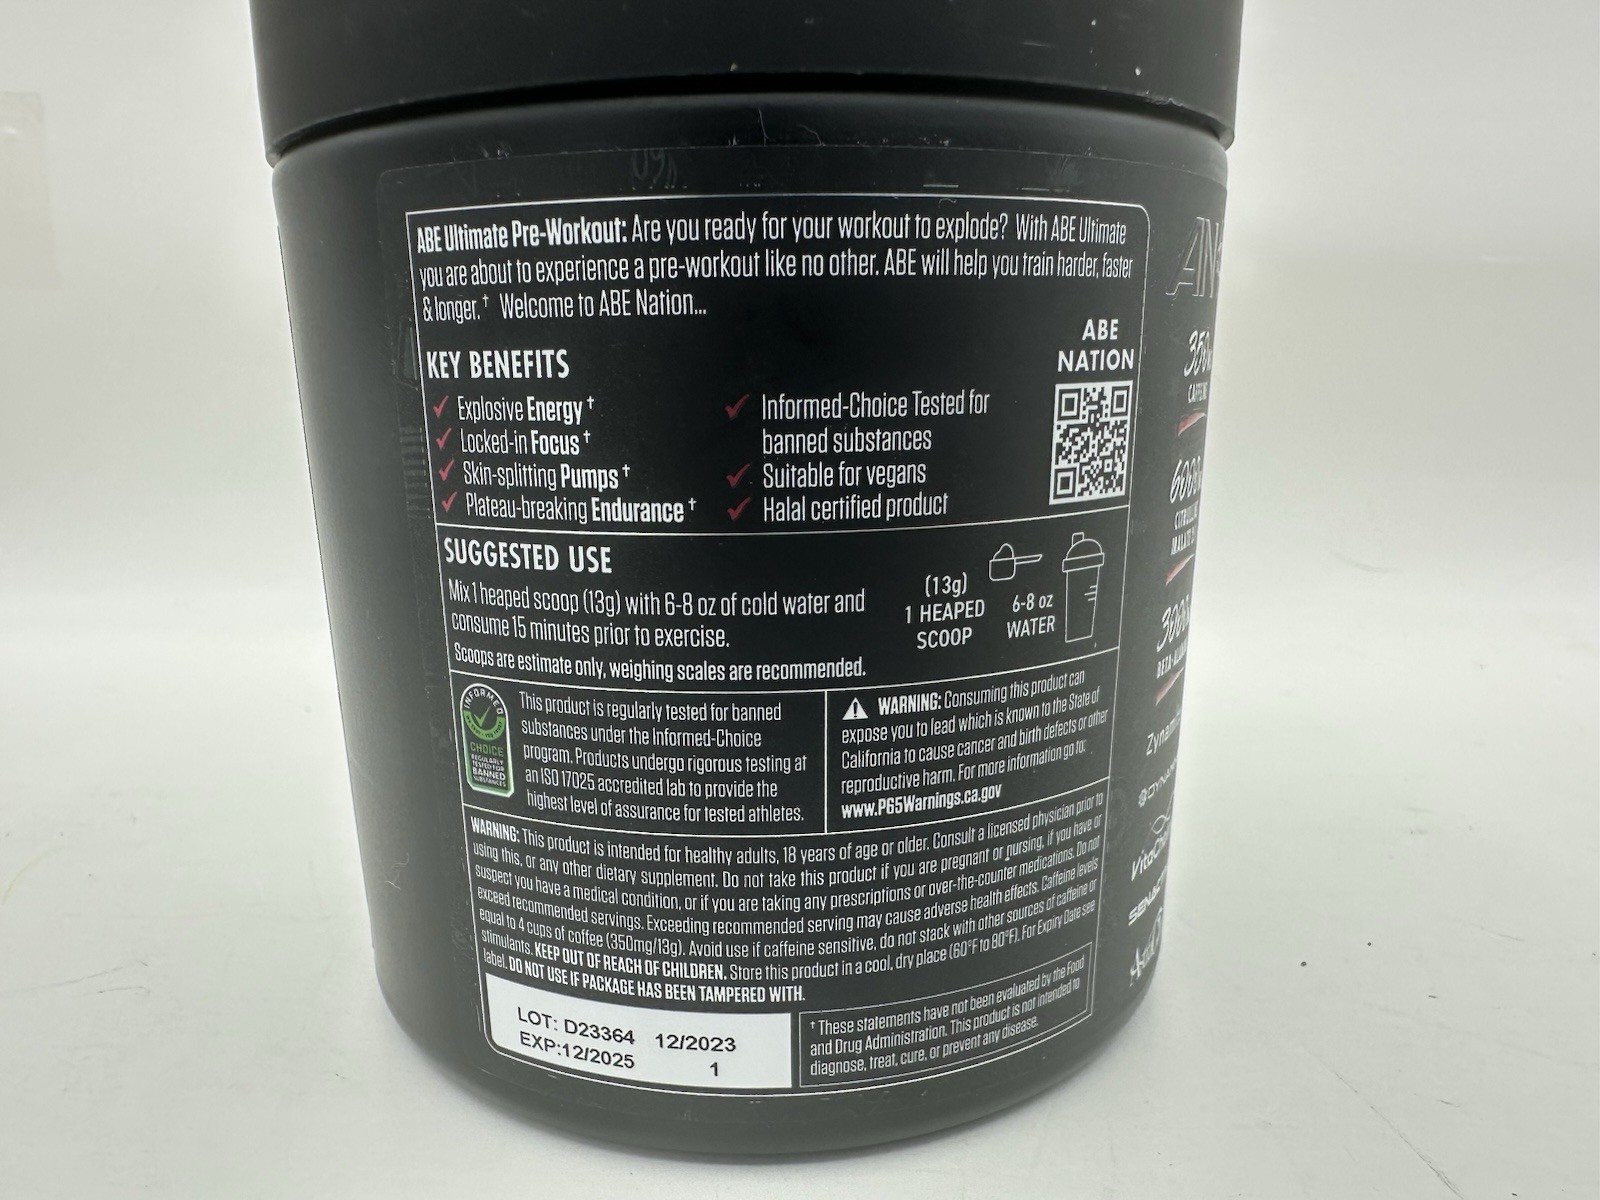 ABE Ultimate Pre-Workout: Are you ready for your workout to explode? With ABE Ultimate
you are about to experience a pre-workout like no other. ABE will help you train harder, faster
& longer.† Welcome to ABE Nation...
KEY BENEFITS
Explosive Energy†
Locked-in Focus†
Skin-splitting Pumps†
Plateau-breaking Endurance†
Informed-Choice Tested for
banned substances
Suitable for vegans
Halal certified product
ABE
NATION
SUGGESTED USE
Mix 1 heaped scoop (13g) with 6-8 oz of cold water and
consume 15 minutes prior to exercise.
Scoops are estimate only, weighing scales are recommended.
(13g)
1 HEAPED
SCOOP
6-8 oz
WATER
INFORMED
CHOICE
REGULARLY
TESTED FOR
BANNED
SUBSTANCES
This product is regularly tested for banned
substances under the Informed-Choice
program. Products undergo rigorous testing at
an ISO 17025 accredited lab to provide the
highest level of assurance for tested athletes.
WARNING: Consuming this product can
expose you to lead which is known to the State of
California to cause cancer and birth defects or other
reproductive harm. For more information go to:
www.P65Warnings.ca.gov
WARNING: This product is intended for healthy adults, 18 years of age or older. Consult a licensed physician prior to
using this, or any other dietary supplement. Do not take this product if you are pregnant or nursing, if you have or
suspect you have a medical condition, or if you are taking any prescriptions or over-the-counter medications. Do not
exceed recommended servings. Exceeding recommended serving may cause adverse health effects. Caffeine levels
equal to 4 cups of coffee (350mg/13g). Avoid use if caffeine sensitive, do not stack with other sources of caffeine or
stimulants. KEEP OUT OF REACH OF CHILDREN. Store this product in a cool, dry place (60°F to 80°F). For Expiry Date see
label. DO NOT USE IF PACKAGE HAS BEEN TAMPERED WITH.
LOT: D23364 12/2023
EXP:12/2025 1
† These statements have not been evaluated by the Food
and Drug Administration. This product is not intended to
diagnose, treat, cure, or prevent any disease.
CAFFEINE